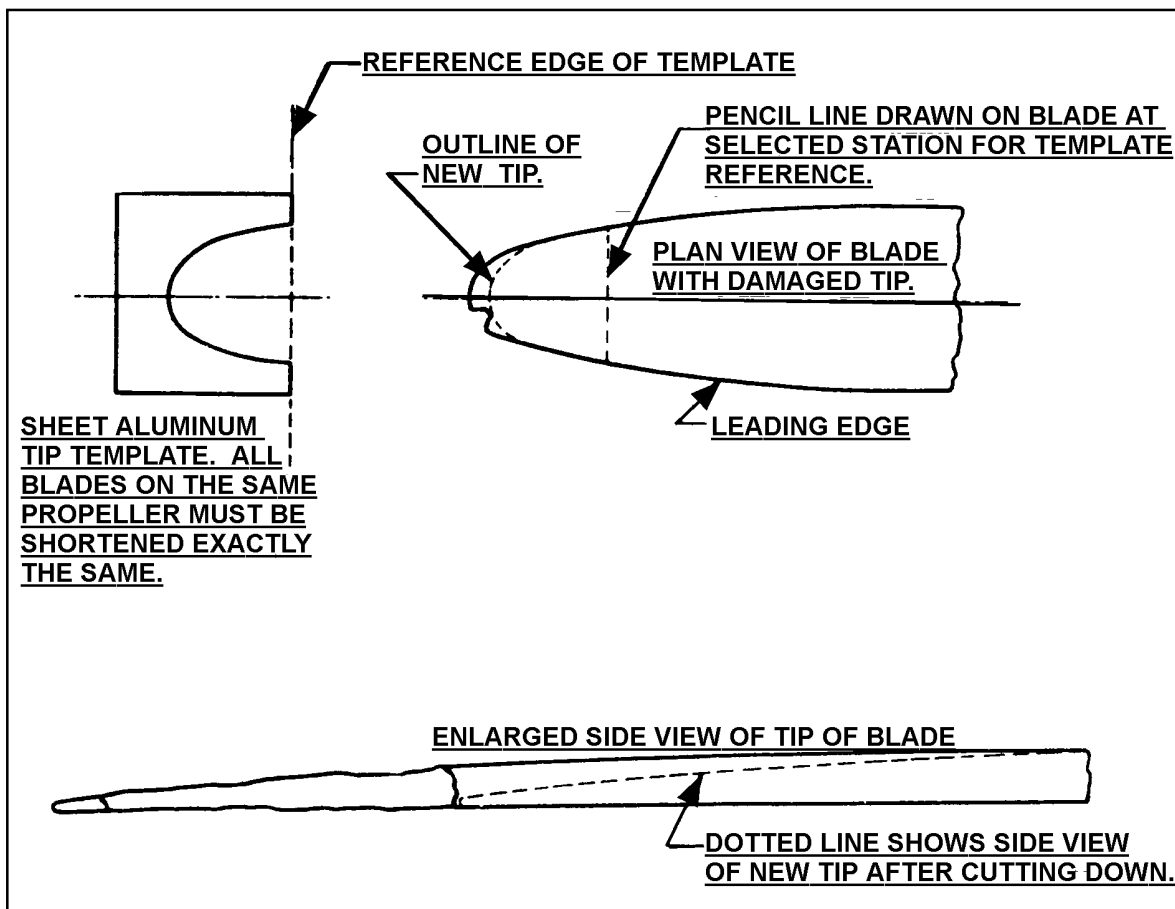 REFERENCE EDGE OF TEMPLATE
OUTLINE OF
NEW TIP.
PENCIL LINE DRAWN ON BLADE AT
SELECTED STATION FOR TEMPLATE
REFERENCE.
PLAN VIEW OF BLADE
WITH DAMAGED TIP.
LEADING EDGE
SHEET ALUMINUM
TIP TEMPLATE. ALL
BLADES ON THE SAME
PROPELLER MUST BE
SHORTENED EXACTLY
THE SAME.
ENLARGED SIDE VIEW OF TIP OF BLADE
DOTTED LINE SHOWS SIDE VIEW
OF NEW TIP AFTER CUTTING DOWN.